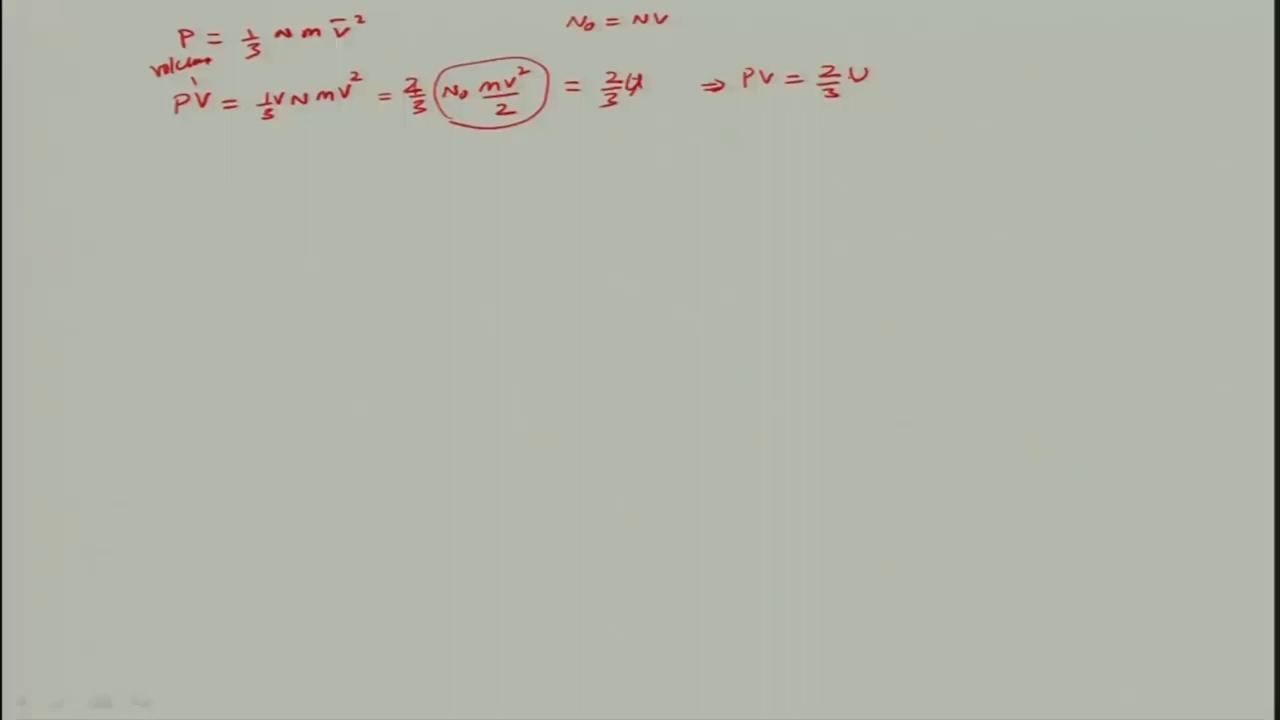 P = 1/3 N m v̄²
N₀ = NV
volume
PV = 1/3 V N m v² = 2/3 N₀ mv²/2 = 2/3 U ⇒ PV = 2/3 U